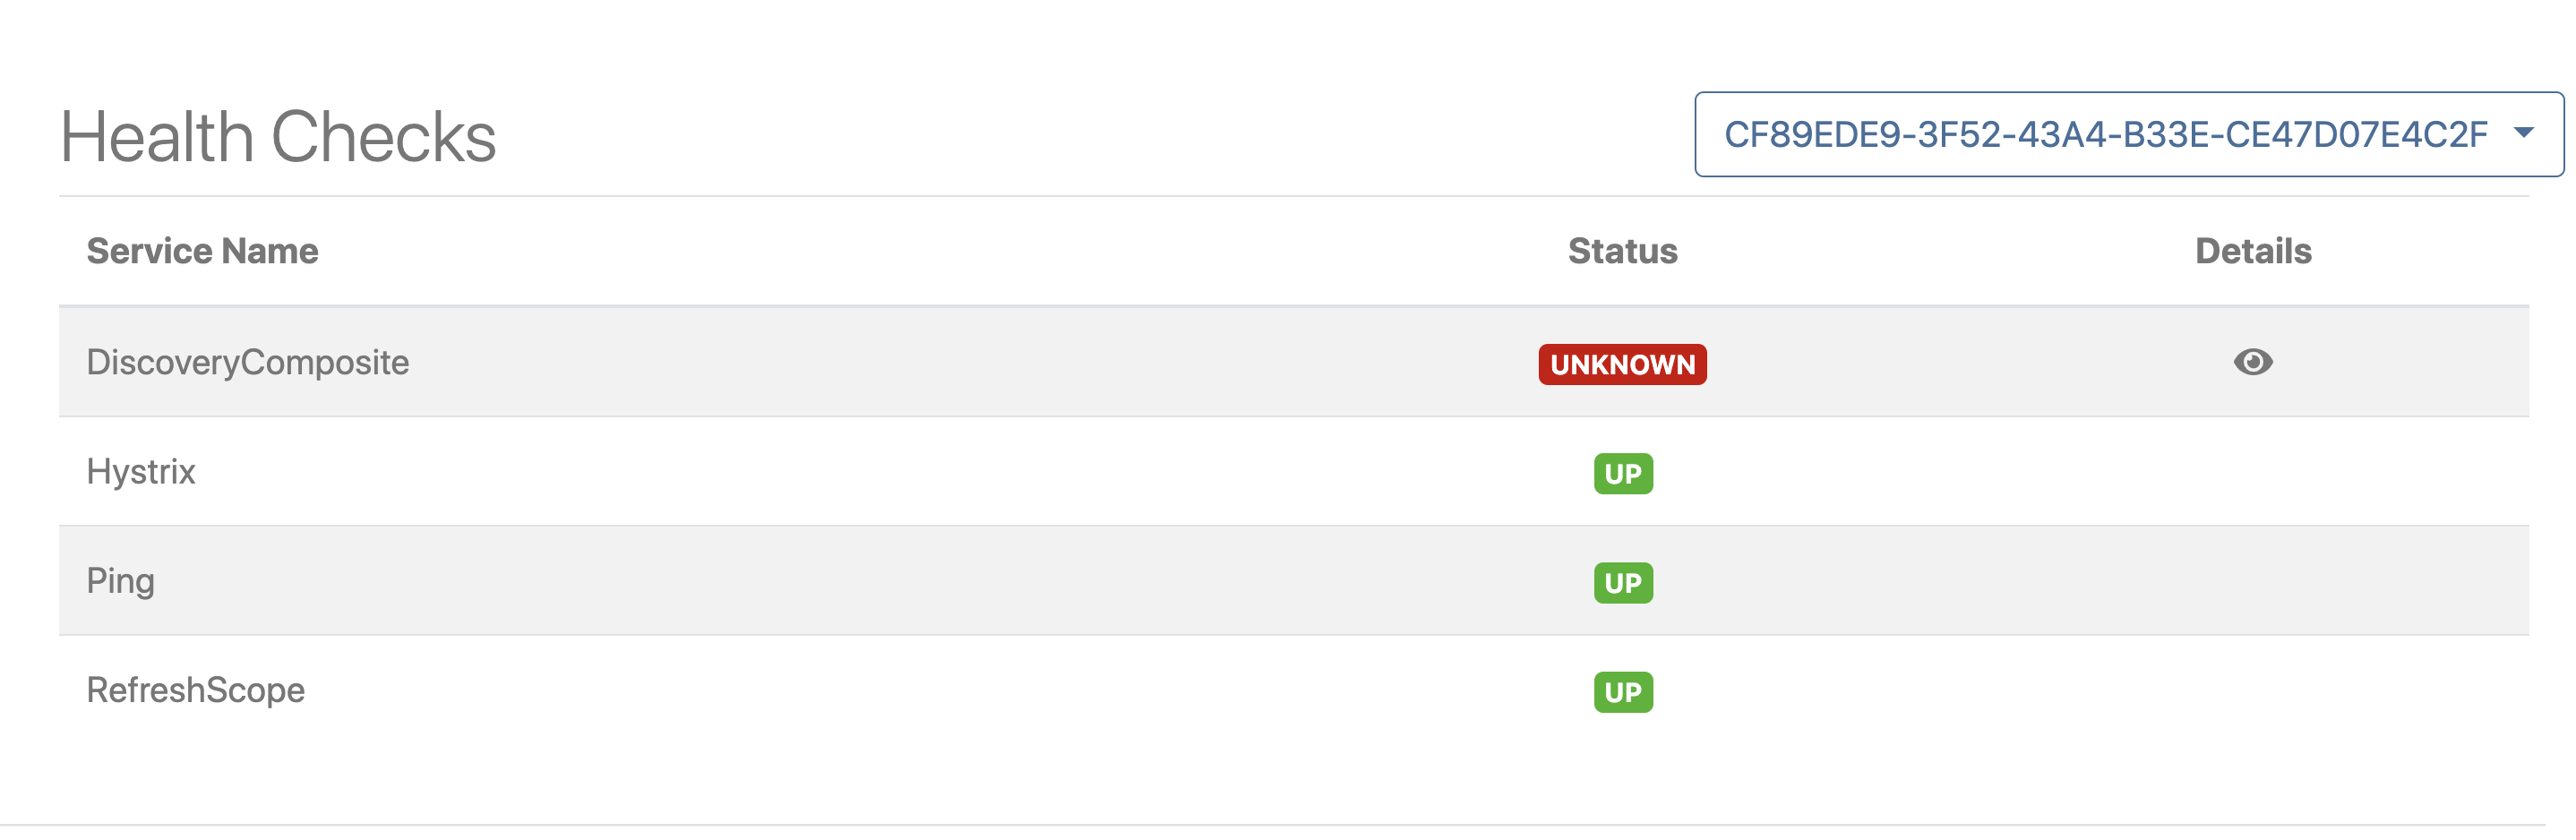 Health Checks
CF89EDE9-3F52-43A4-B33E-CE47D07E4C2F
Service Name Status Details
DiscoveryComposite UNKNOWN
Hystrix UP
Ping UP
RefreshScope UP